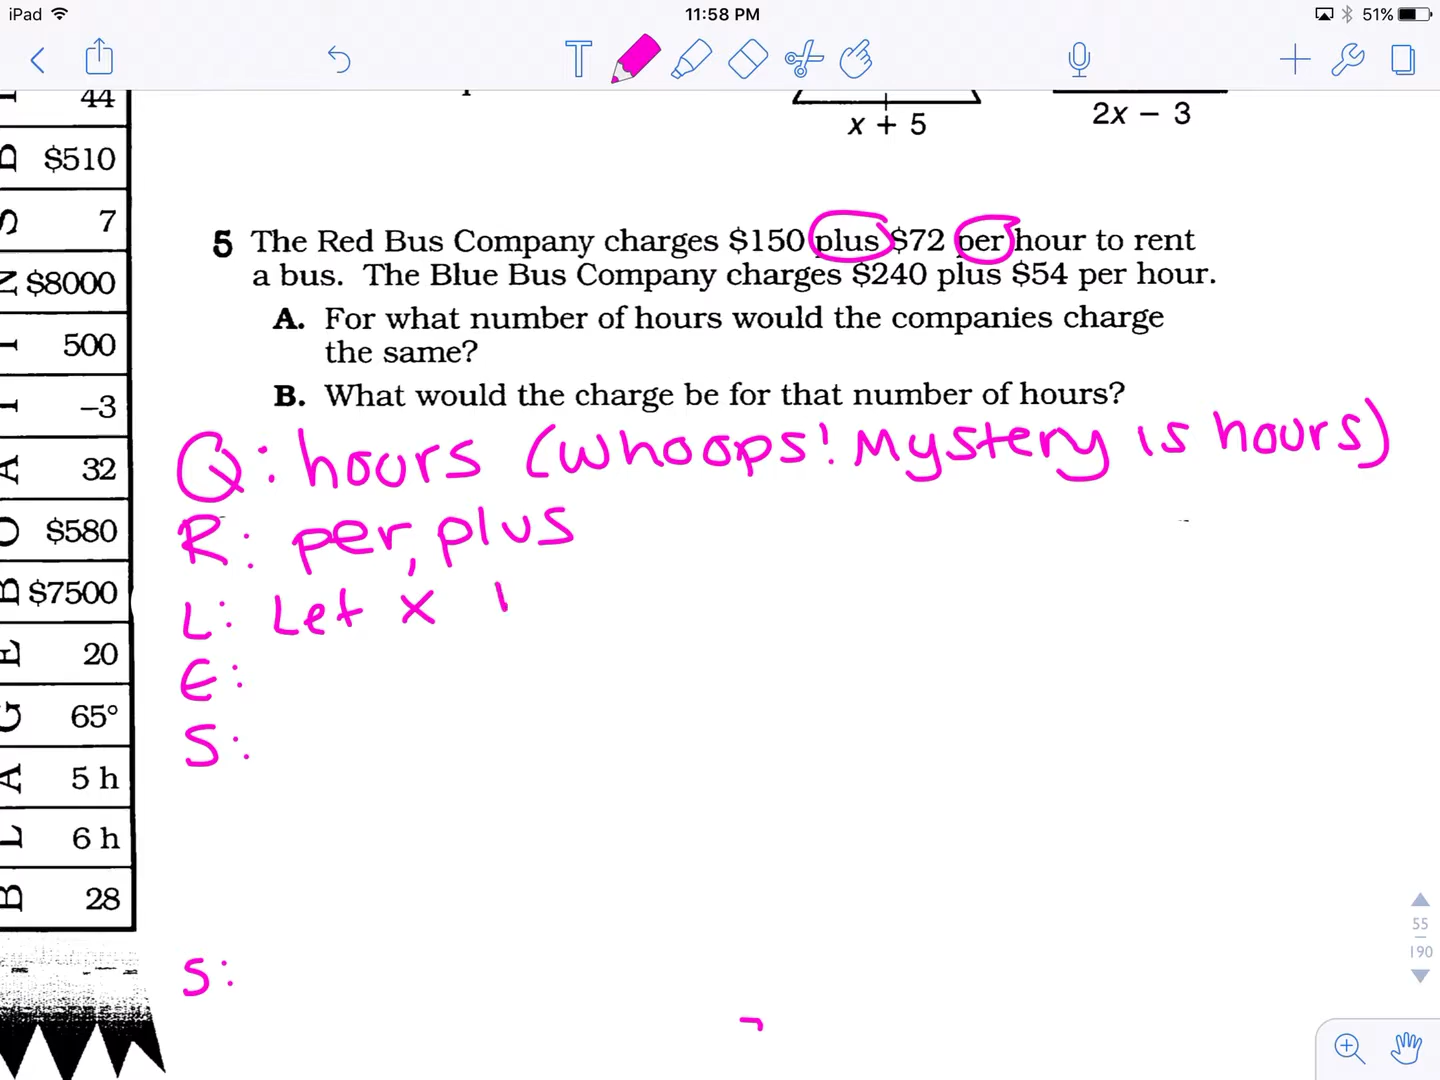 iPad 11:58 PM 51%
T
44
$510
7
$8000
500
–3
32
$580
$7500
20
65°
5 h
6 h
28
B
S
N
I
T
A
O
B
E
G
A
L
B
x + 5
2x – 3
5 The Red Bus Company charges $150 plus $72 per hour to rent
a bus. The Blue Bus Company charges $240 plus $54 per hour.
A. For what number of hours would the companies charge
the same?
B. What would the charge be for that number of hours?
Q: hours (whoops! Mystery is hours)
R: per, plus
L: Let x
E:
S:
S:
55
190